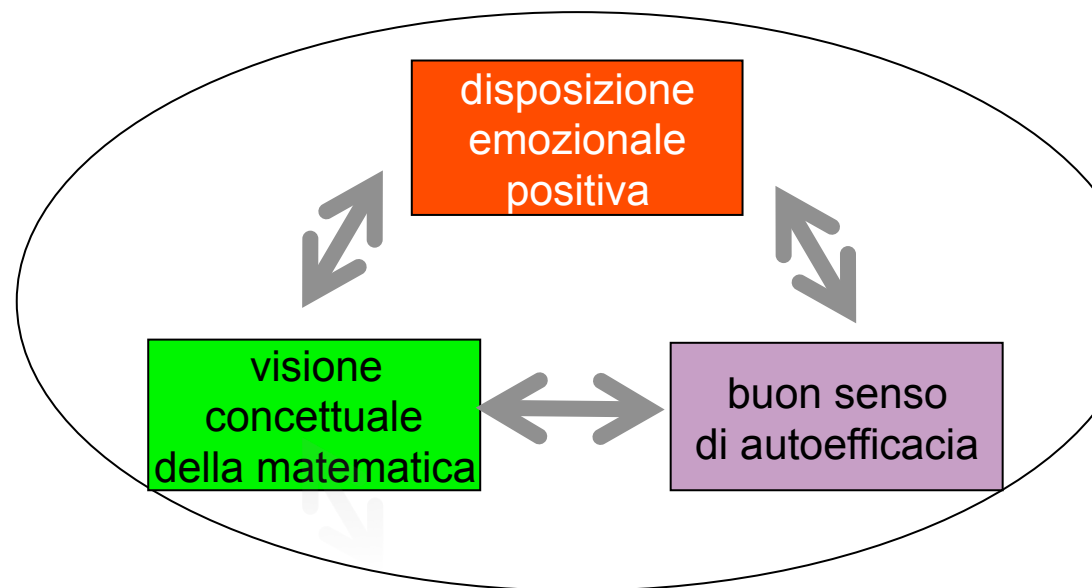 disposizione
emozionale
positiva
visione
concettuale
della matematica
buon senso
di autoefficacia